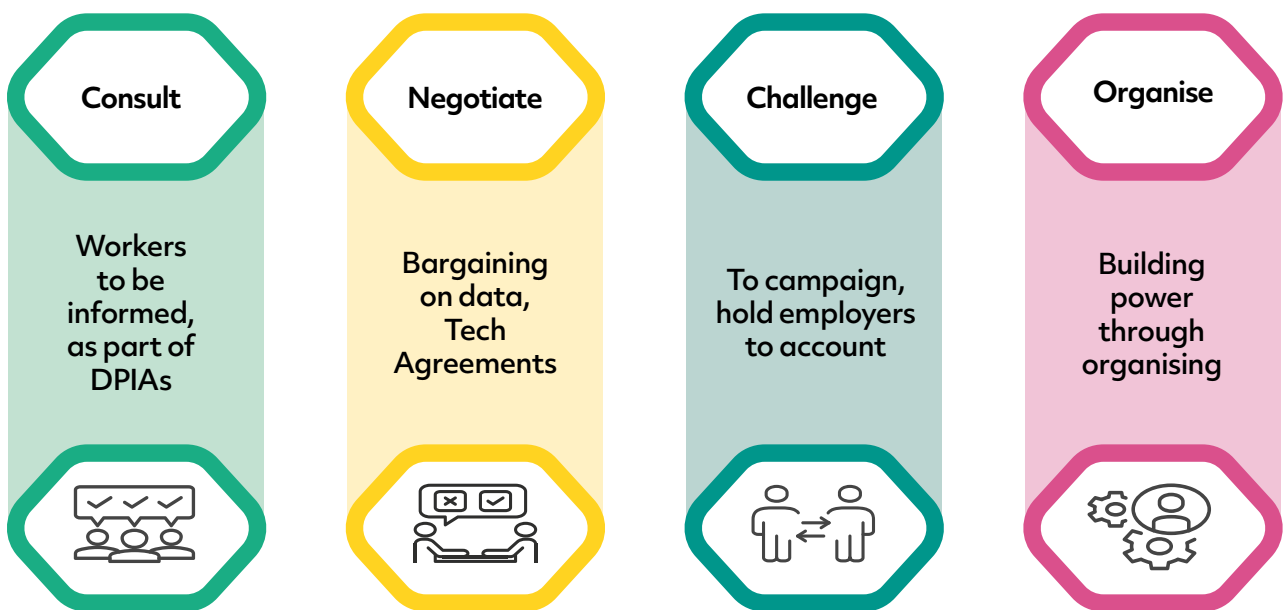 Consult
Workers
to be
informed,
as part of
DPIAs
Negotiate
Bargaining
on data,
Tech
Agreements
Challenge
To campaign,
hold employers
to account
Organise
Building
power
through
organising